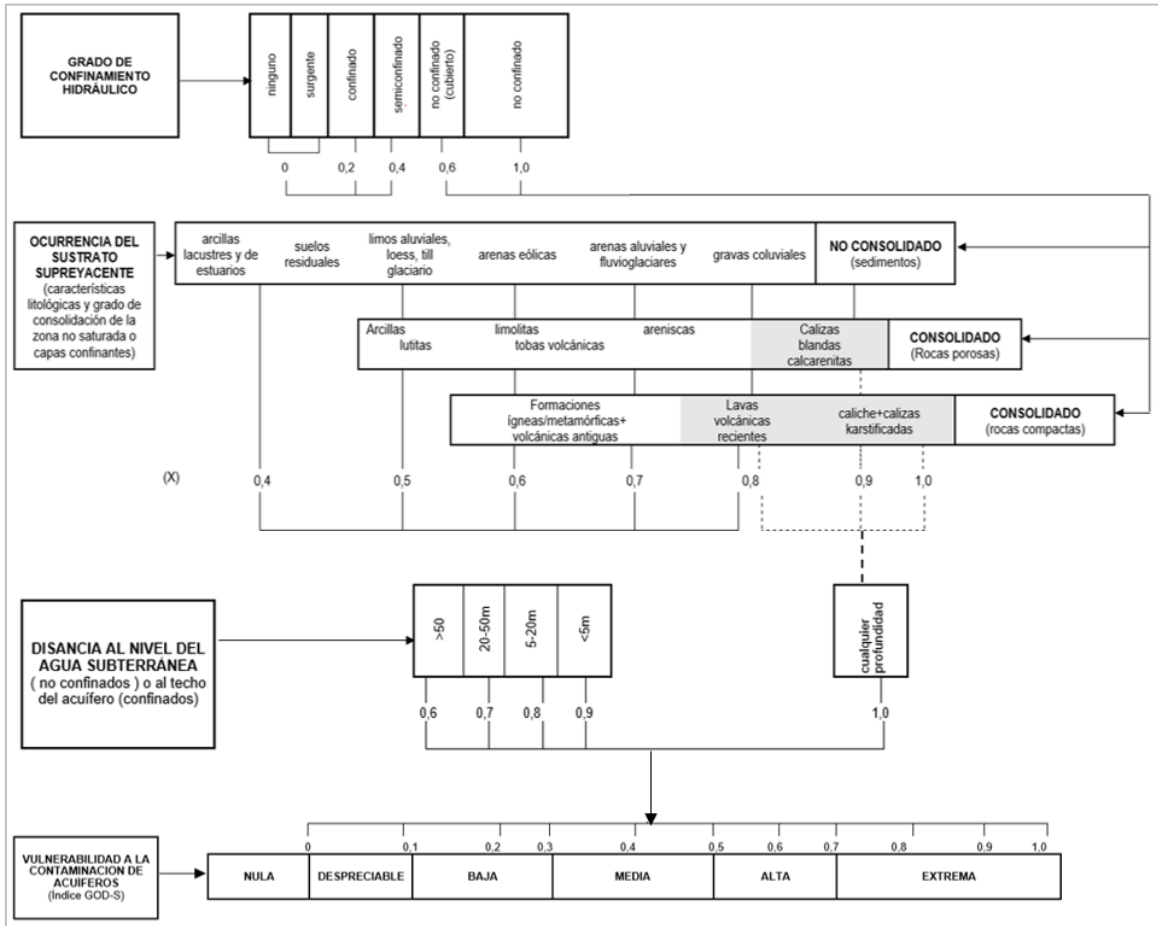 GRADO DE
CONFINAMIENTO
HIDRÁULICO
ninguno
surgente
confinado
semiconfinado
no confinado
(cubierto)
no confinado
0
0,2
0,4
0,6
1,0
OCURRENCIA DEL
SUSTRATO
SUPREYACENTE
(características
litológicas y grado de
consolidación de la
zona no saturada o
capas confinantes)
arcillas
lacustres y de
estuarios
suelos
residuales
limos aluviales,
loess, till
glaciario
arenas eólicas
arenas aluviales y
fluvioglaciares
gravas coluviales
NO CONSOLIDADO
(sedimentos)
Arcillas
lutitas
limolitas
tobas volcánicas
areniscas
Calizas
blandas
calcarenitas
CONSOLIDADO
(Rocas porosas)
Formaciones
ígneas/metamórficas+
volcánicas antiguas
Lavas
volcánicas
recientes
caliche+calizas
karstificadas
CONSOLIDADO
(rocas compactas)
(X)
0,4
0,5
0,6
0,7
0,8
0,9
1,0
DISANCIA AL NIVEL DEL
AGUA SUBTERRÁNEA
( no confinados ) o al techo
del acuífero (confinados)
>50
20-50m
5-20m
<5m
cualquier
profundidad
0,6
0,7
0,8
0,9
1,0
VULNERABILIDAD A LA
CONTAMINACION DE
ACUÍFEROS
(Índice GOD-S)
0
0,1
0,2
0,3
0,4
0,5
0,6
0,7
0,8
0,9
1,0
NULA
DESPRECIABLE
BAJA
MEDIA
ALTA
EXTREMA